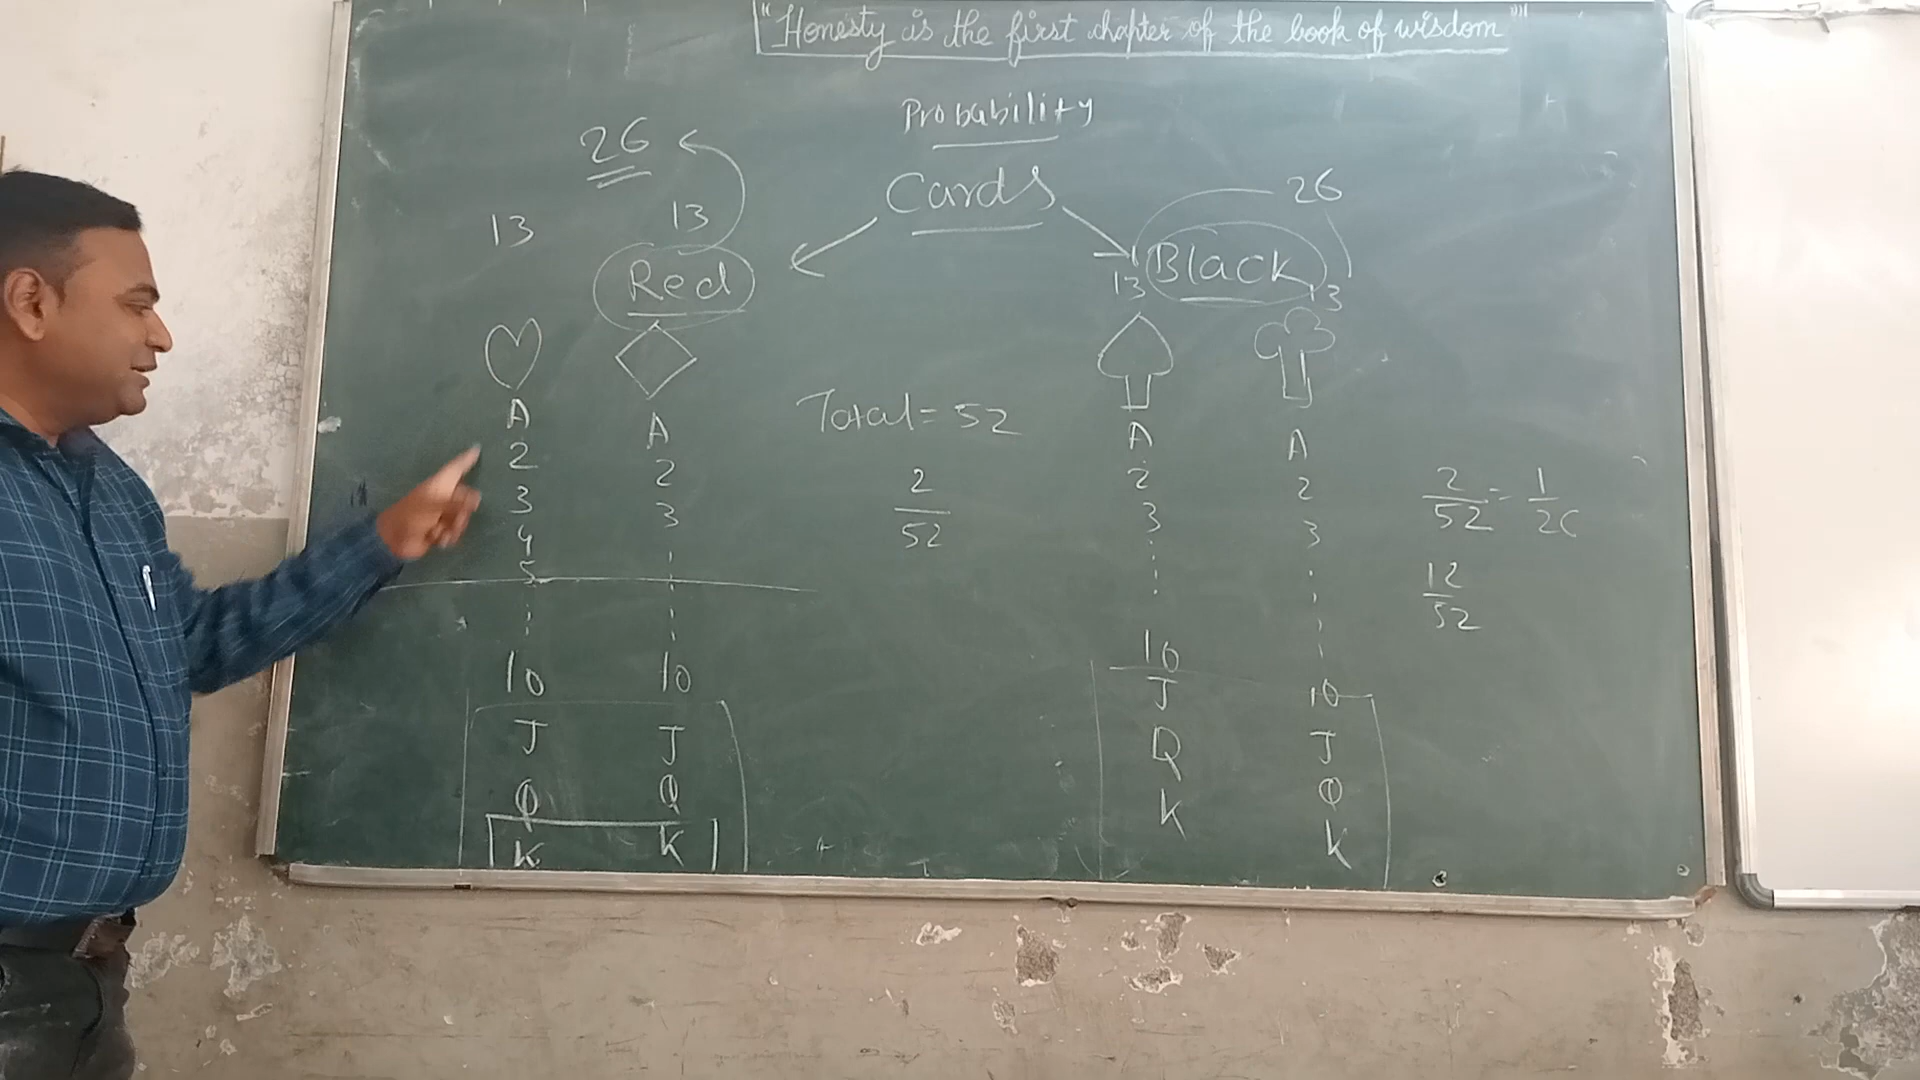 "Honesty is the first chapter of the book of wisdom"
Probability
Cards
26
13 13
Red
A A
2 2
3 3
4
5
10 10
J J
Q Q
K K
Total = 52
2/52
26
Black
13 13
A A
2 2
3 3
10 10
J J
Q Q
K K
2/52 = 1/26
12/52